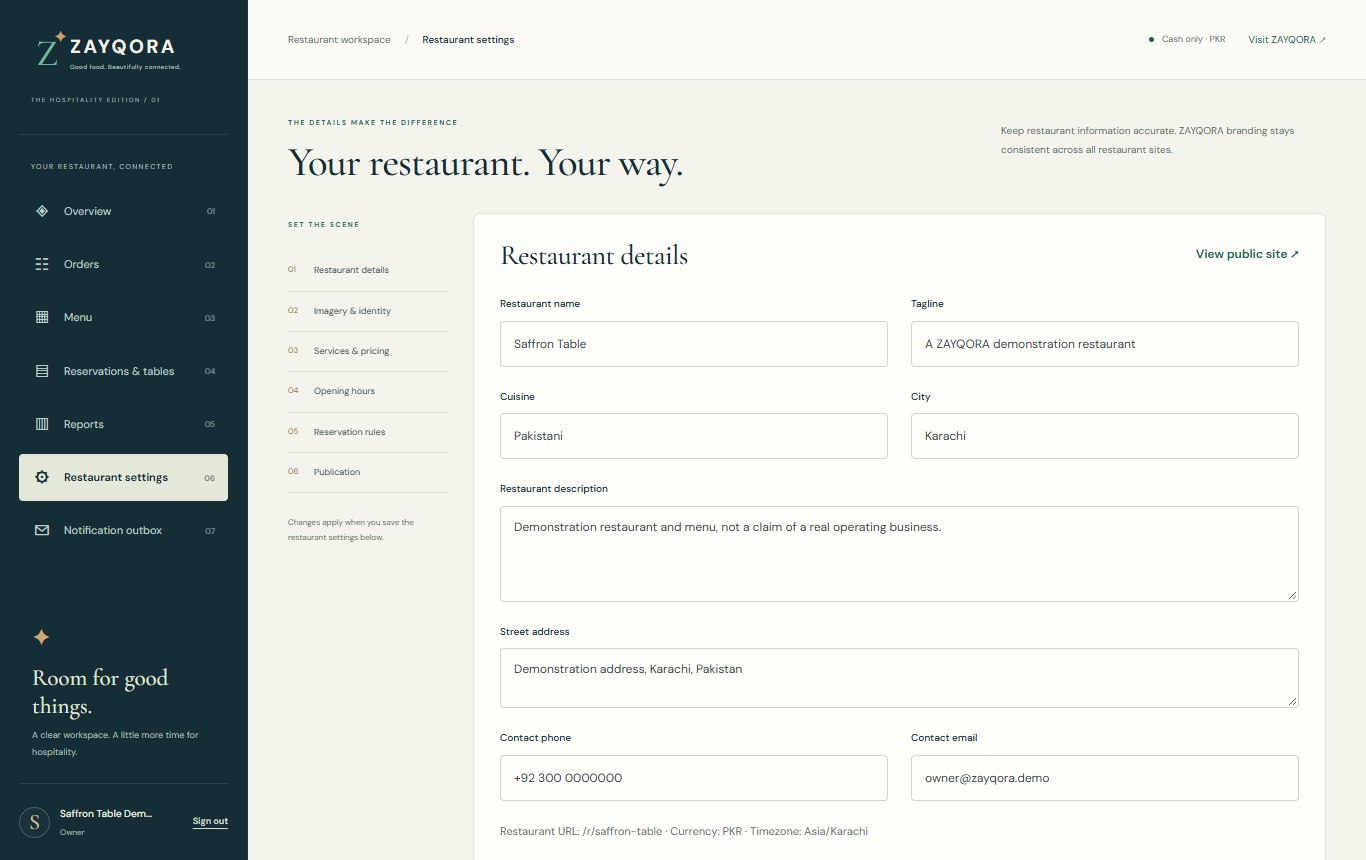 ZAYQORA
Good food. Beautifully connected.
THE HOSPITALITY EDITION / 01
YOUR RESTAURANT, CONNECTED
Overview 01
Orders 02
Menu 03
Reservations & tables 04
Reports 05
Restaurant settings 06
Notification outbox 07
Room for good
things.
A clear workspace. A little more time for
hospitality.
S
Saffron Table Dem...
Owner
Sign out
Restaurant workspace / Restaurant settings
Cash only · PKR
Visit ZAYQORA ↗
THE DETAILS MAKE THE DIFFERENCE
Your restaurant. Your way.
Keep restaurant information accurate. ZAYQORA branding stays
consistent across all restaurant sites.
SET THE SCENE
01 Restaurant details
02 Imagery & identity
03 Services & pricing
04 Opening hours
05 Reservation rules
06 Publication
Changes apply when you save the
restaurant settings below.
Restaurant details
View public site ↗
Restaurant name
Saffron Table
Tagline
A ZAYQORA demonstration restaurant
Cuisine
Pakistani
City
Karachi
Restaurant description
Demonstration restaurant and menu, not a claim of a real operating business.
Street address
Demonstration address, Karachi, Pakistan
Contact phone
+92 300 0000000
Contact email
owner@zayqora.demo
Restaurant URL: /r/saffron-table · Currency: PKR · Timezone: Asia/Karachi